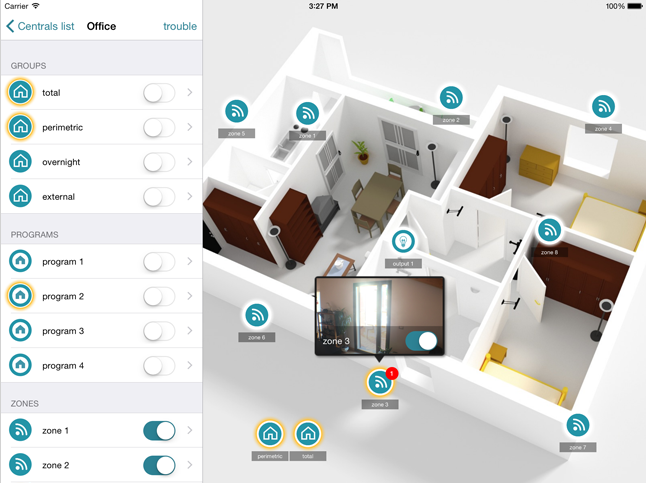 Carrier
3:27 PM
100%
Centrals list
Office
trouble
GROUPS
total
perimetric
overnight
external
PROGRAMS
program 1
program 2
program 3
program 4
ZONES
zone 1
zone 2
zone 5
zone 2
zone 4
zone 8
output 1
zone 6
zone 3
1
zone 3
zone 7
perimetric
total